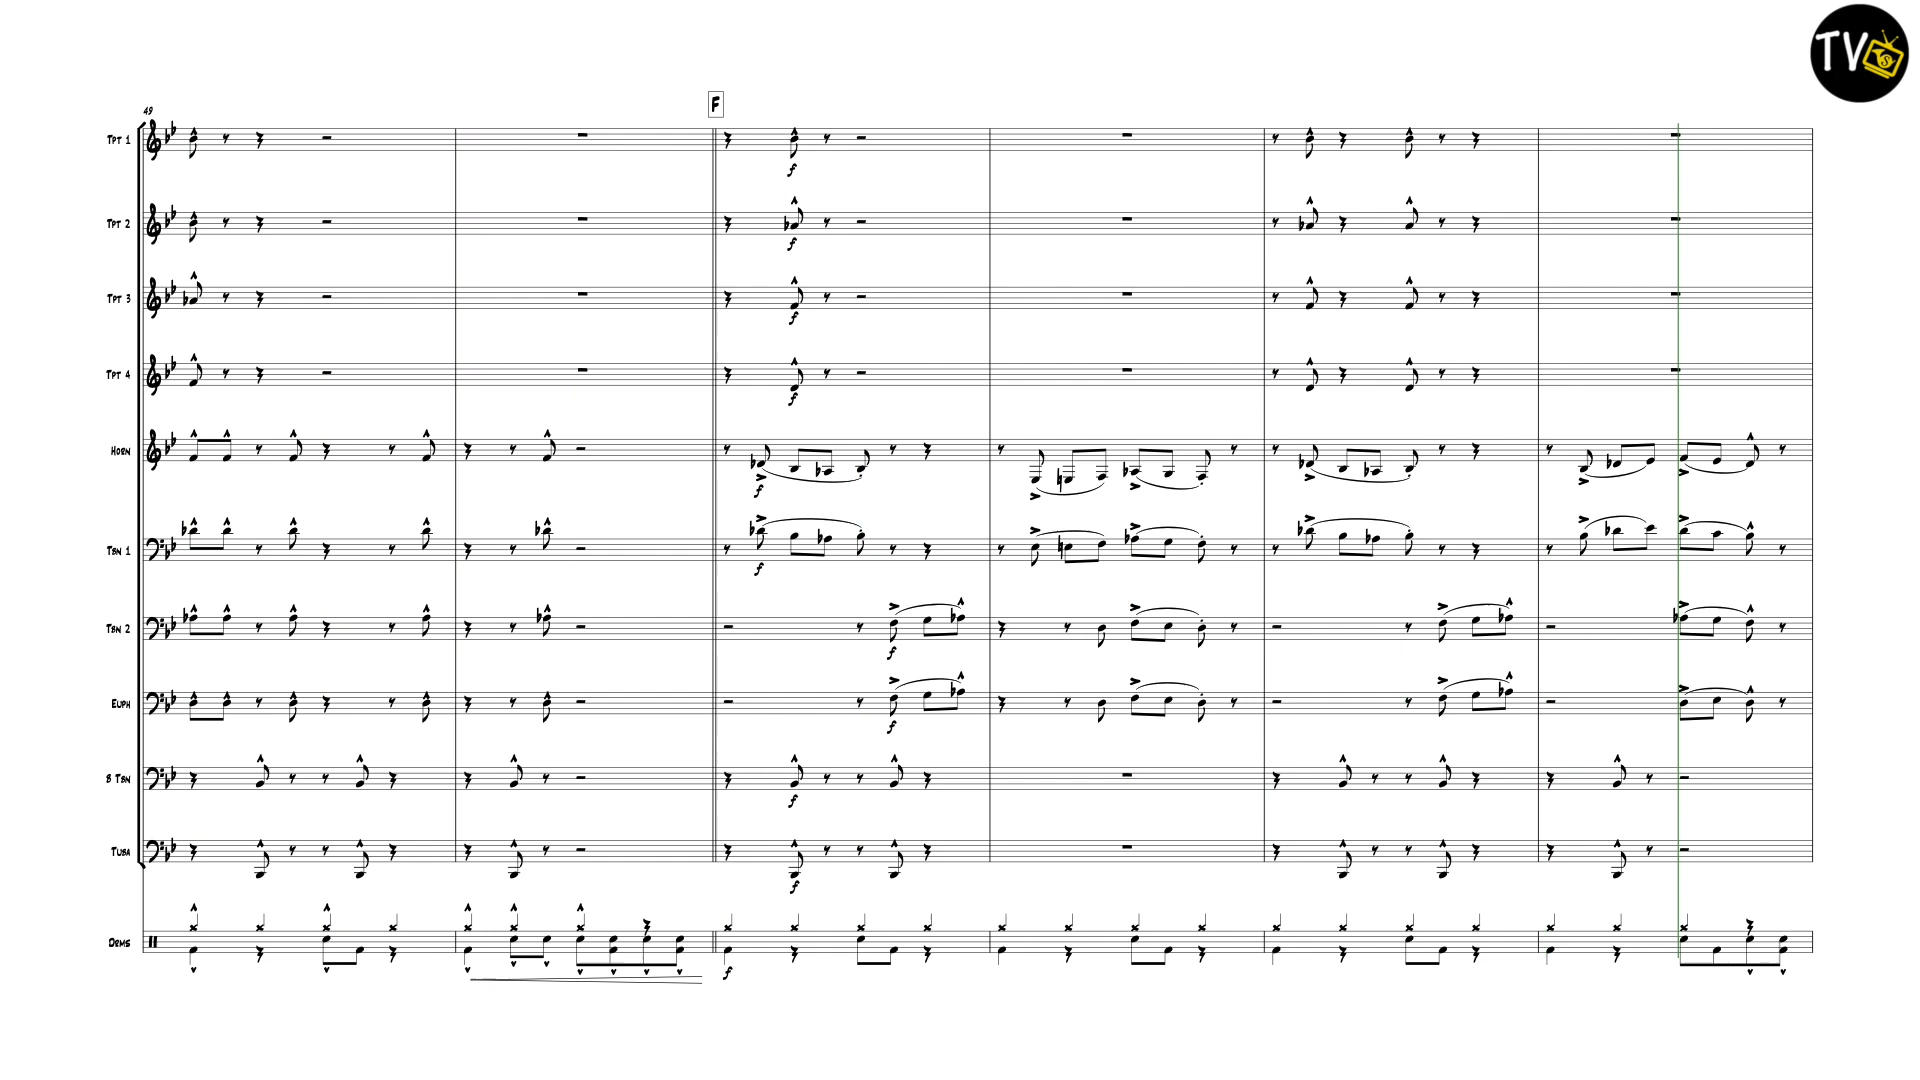 TV
S
F
49
Tpt 1
f
Tpt 2
f
Tpt 3
f
Tpt 4
f
Horn
f
Tbn 1
f
Tbn 2
f
Euph
f
B Tbn
f
Tuba
f
Drms
f